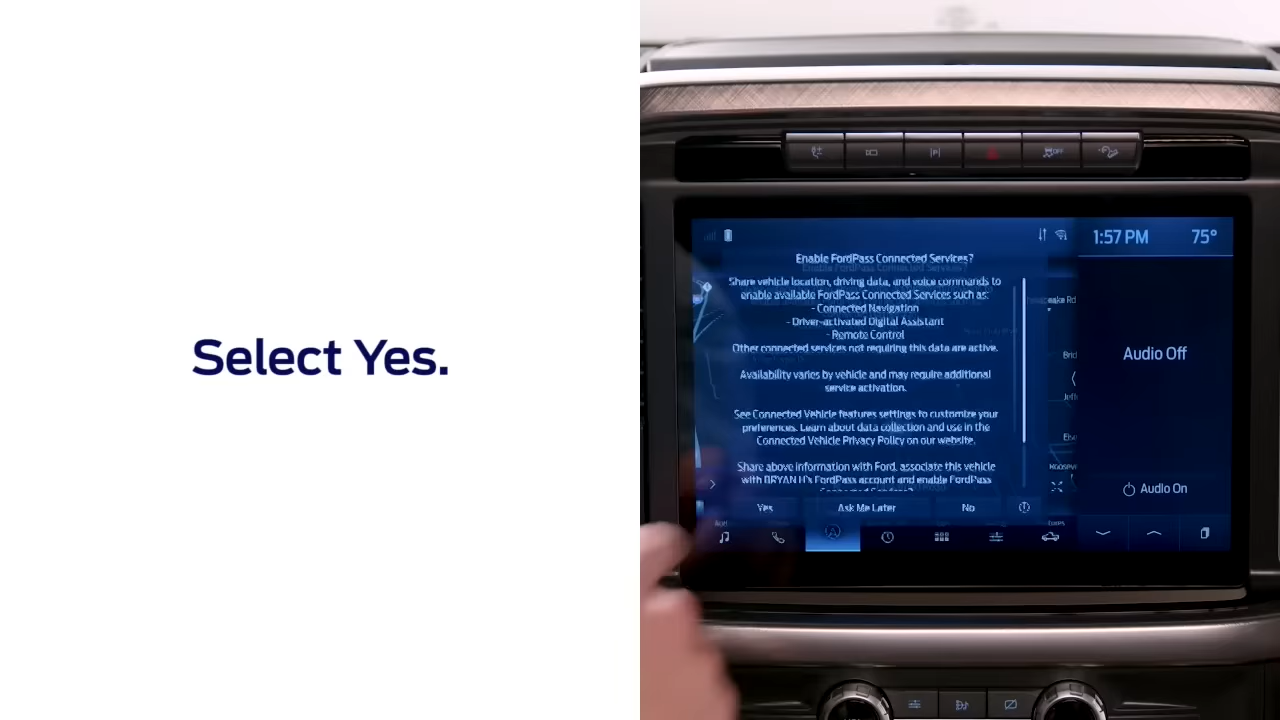 Select Yes.
OFF
1:57 PM 75°
Enable FordPass Connected Services?
Share vehicle location, driving data, and voice commands to
enable available FordPass Connected Services such as:
- Connected Navigation
- Driver-activated Digital Assistant
- Remote Control
Other connected services not requiring this data are active.
Availability varies by vehicle and may require additional
service activation.
See Connected Vehicle features settings to customize your
preferences. Learn about data collection and use in the
Connected Vehicle Privacy Policy on our website.
Share above information with Ford, associate this vehicle
with BRYAN H's FordPass account and enable FordPass
Connected Services?
Yes Ask Me Later No
Audio Off
Audio On